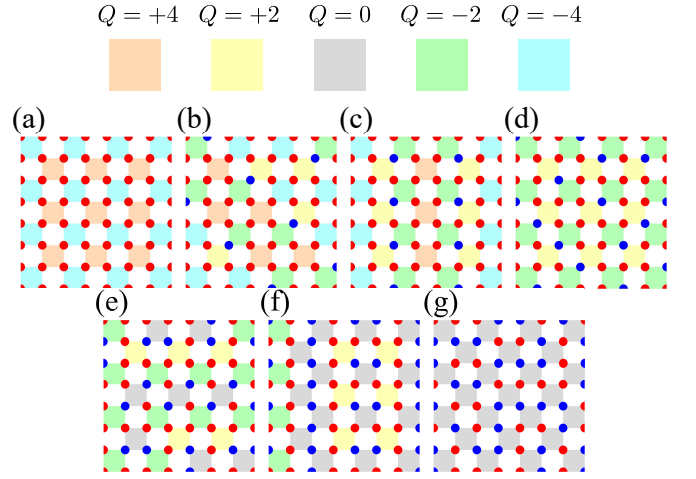 Q = +4 Q = +2 Q = 0 Q = −2 Q = −4
(a) (b) (c) (d)
(e) (f) (g)